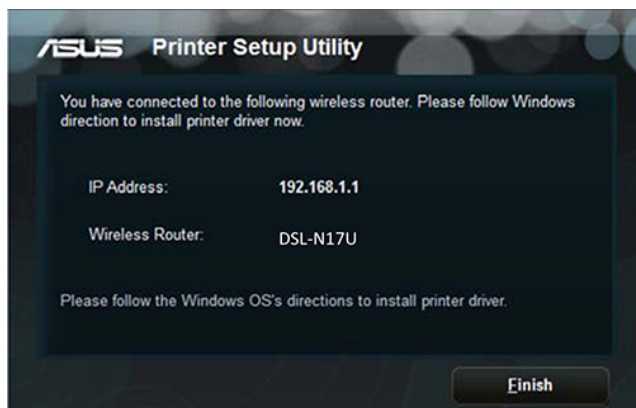 ASUS Printer Setup Utility
You have connected to the following wireless router. Please follow Windows
direction to install printer driver now.
IP Address: 192.168.1.1
Wireless Router: DSL-N17U
Please follow the Windows OS's directions to install printer driver.
Finish